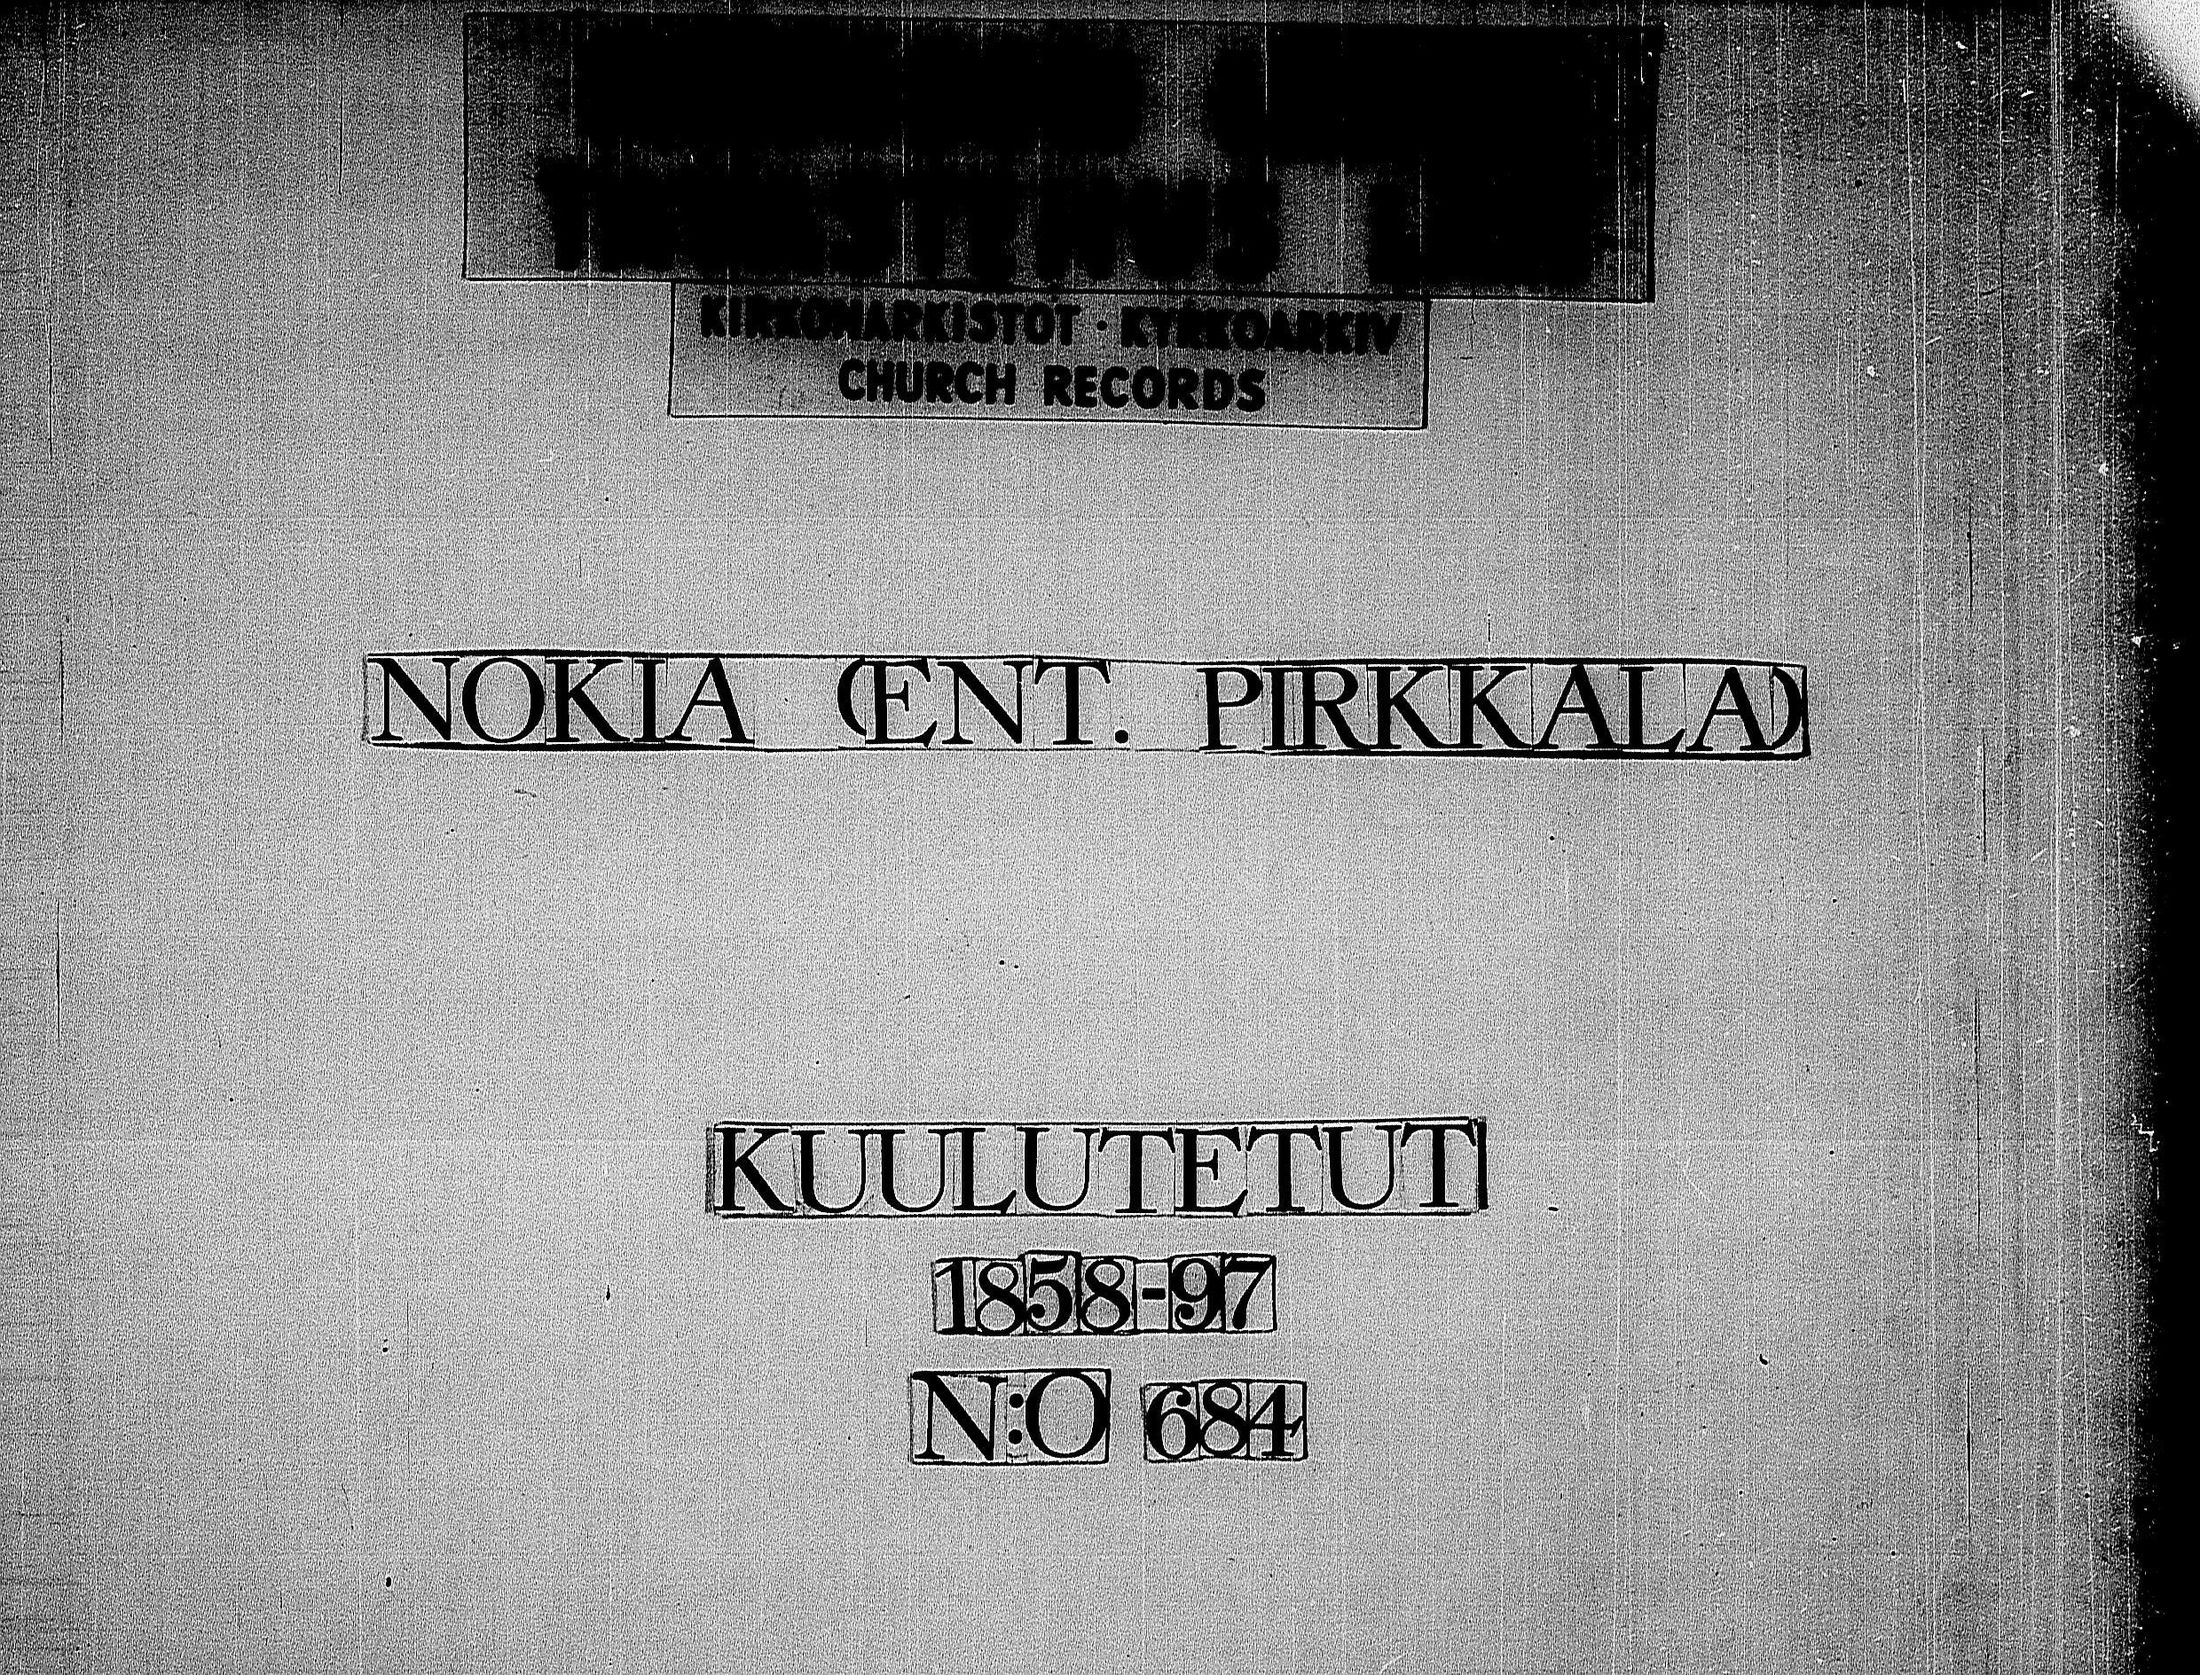 KIRKONARKISTOT · KYRKOARKIV
CHURCH RECORDS
NOKIA (ENT. PIRKKALA)
KUULUTETUT
1858-97
N:O 684